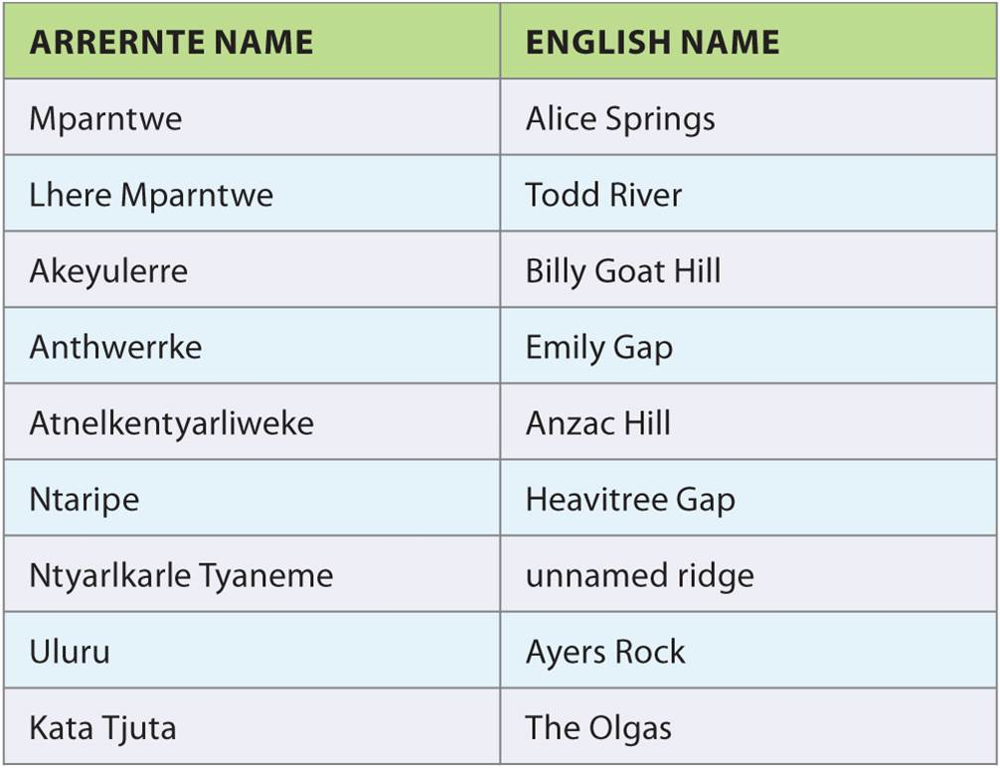 ARRERNTE NAME ENGLISH NAME
Mparntwe Alice Springs
Lhere Mparntwe Todd River
Akeyulerre Billy Goat Hill
Anthwerrke Emily Gap
Atnelkentyarliweke Anzac Hill
Ntaripe Heavitree Gap
Ntyarlkarle Tyaneme unnamed ridge
Uluru Ayers Rock
Kata Tjuta The Olgas